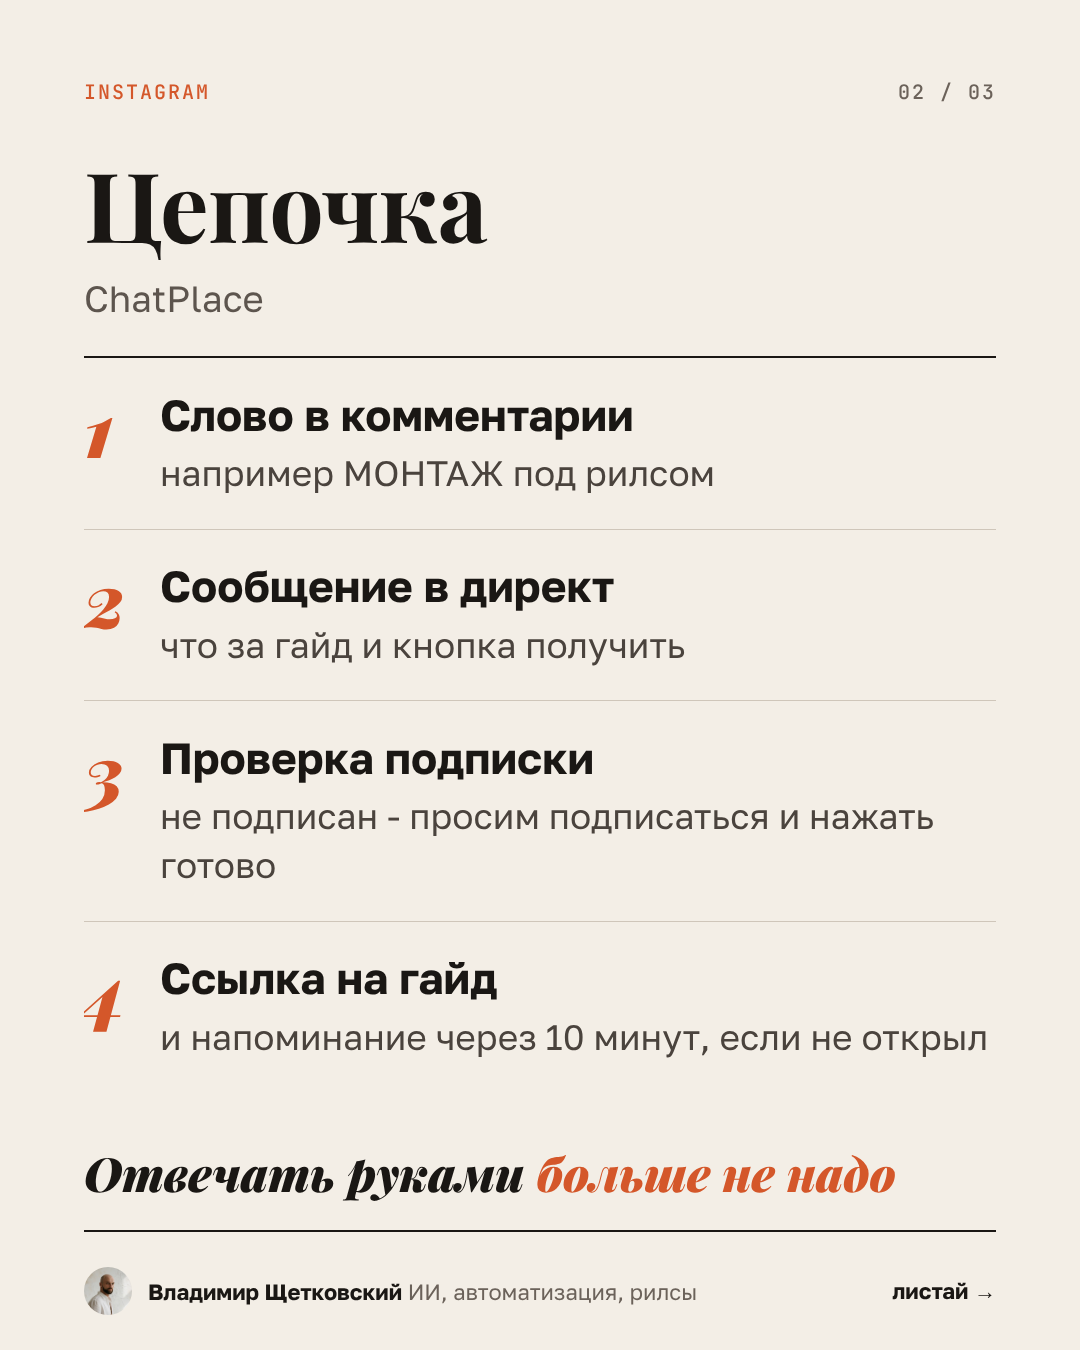 INSTAGRAM
02 / 03
Цепочка
ChatPlace
1
Слово в комментарии
например МОНТАЖ под рилсом
2
Сообщение в директ
что за гайд и кнопка получить
3
Проверка подписки
не подписан - просим подписаться и нажать
готово
4
Ссылка на гайд
и напоминание через 10 минут, если не открыл
Отвечать руками больше не надо
Владимир Щетковский ИИ, автоматизация, рилсы
листай →